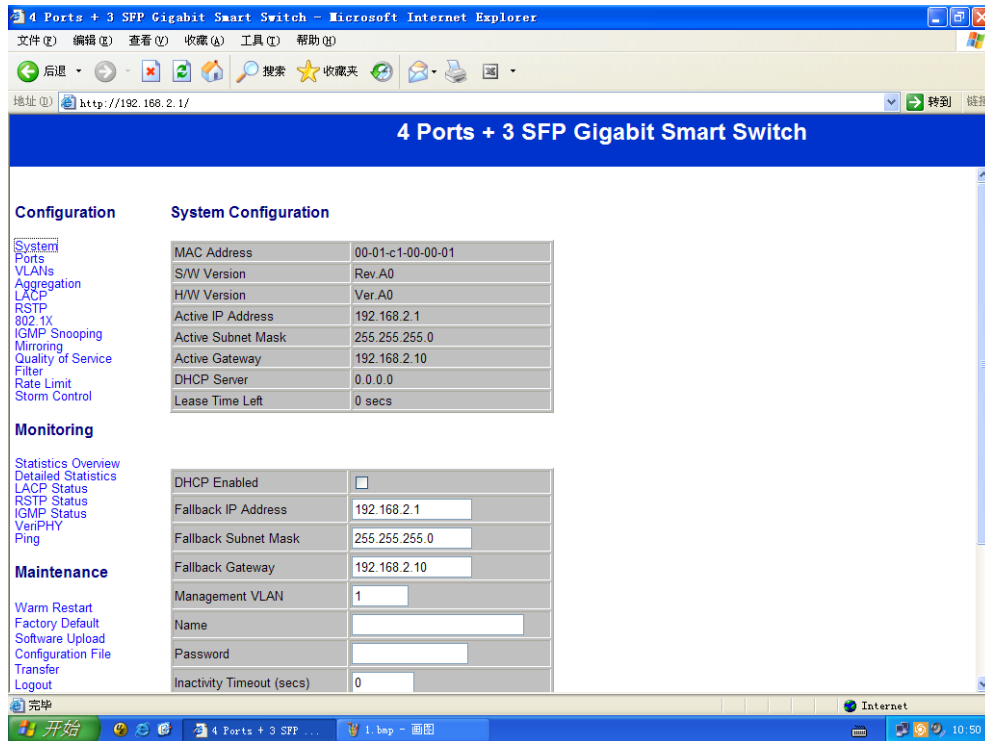 4 Ports + 3 SFP Gigabit Smart Switch - Microsoft Internet Explorer
文件(F) 编辑(E) 查看(V) 收藏(A) 工具(T) 帮助(H)
后退 搜索 收藏夹
地址(D) http://192.168.2.1/ 转到 链接
4 Ports + 3 SFP Gigabit Smart Switch
Configuration
System
Ports
VLANs
Aggregation
LACP
RSTP
802.1X
IGMP Snooping
Mirroring
Quality of Service
Filter
Rate Limit
Storm Control
Monitoring
Statistics Overview
Detailed Statistics
LACP Status
RSTP Status
IGMP Status
VeriPHY
Ping
Maintenance
Warm Restart
Factory Default
Software Upload
Configuration File
Transfer
Logout
System Configuration
MAC Address 00-01-c1-00-00-01
S/W Version Rev.A0
H/W Version Ver.A0
Active IP Address 192.168.2.1
Active Subnet Mask 255.255.255.0
Active Gateway 192.168.2.10
DHCP Server 0.0.0.0
Lease Time Left 0 secs
DHCP Enabled
Fallback IP Address 192.168.2.1
Fallback Subnet Mask 255.255.255.0
Fallback Gateway 192.168.2.10
Management VLAN 1
Name
Password
Inactivity Timeout (secs) 0
完毕 Internet
开始 4 Ports + 3 SFP ... 1.bmp - 画图 10:50